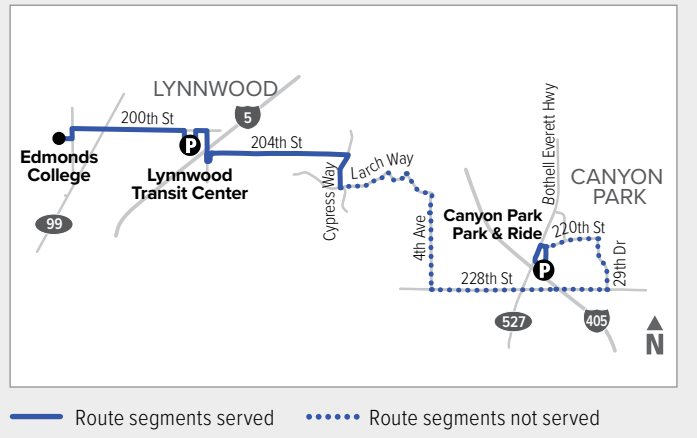 LYNNWOOD
5
200th St
204th St
P
Edmonds
College
Lynnwood
Transit Center
Larch Way
Cypress Way
99
Bothell Everett Hwy
CANYON
PARK
Canyon Park
Park & Ride
220th St
4th Ave
P
29th Dr
228th St
527
405
N
Route segments served
Route segments not served